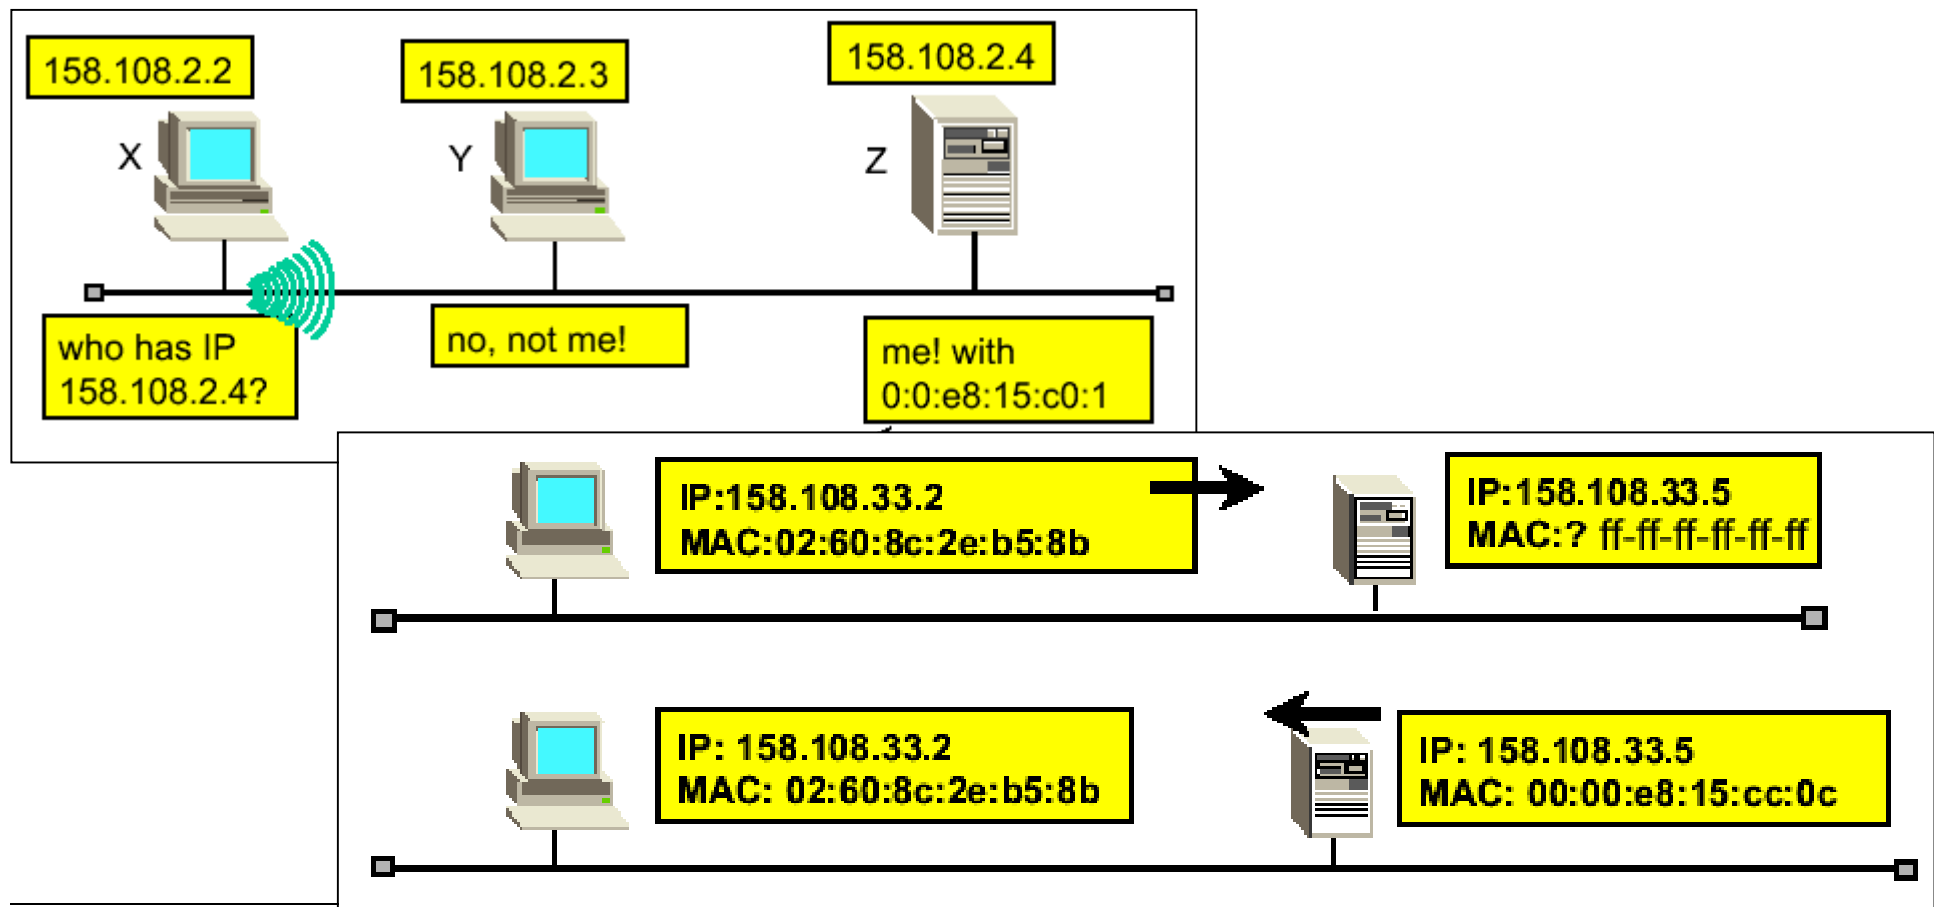 158.108.2.2
158.108.2.3
158.108.2.4
X
Y
Z
who has IP
158.108.2.4?
no, not me!
me! with
0:0:e8:15:c0:1
IP:158.108.33.2
MAC:02:60:8c:2e:b5:8b
IP:158.108.33.5
MAC:? ff-ff-ff-ff-ff-ff
IP: 158.108.33.2
MAC: 02:60:8c:2e:b5:8b
IP: 158.108.33.5
MAC: 00:00:e8:15:cc:0c